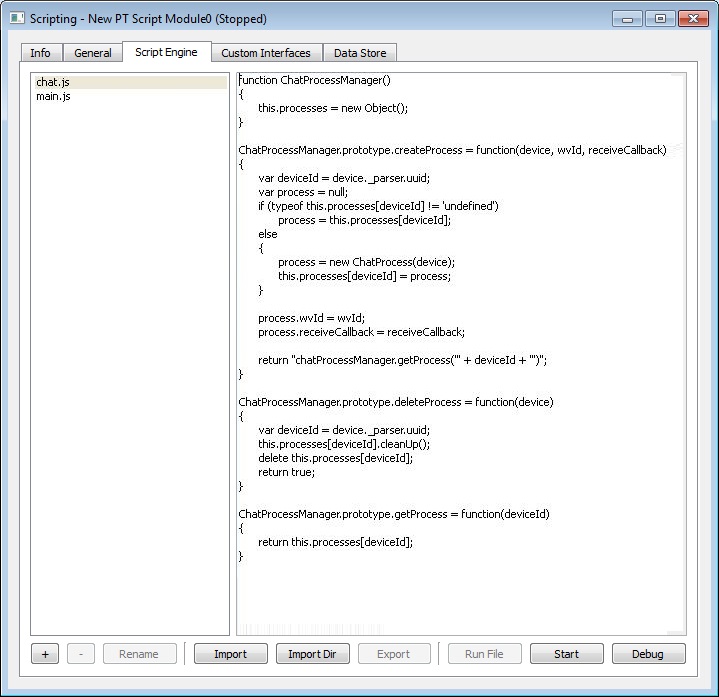 Scripting - New PT Script Module0 (Stopped)
Info General Script Engine Custom Interfaces Data Store
chat.js
main.js
function ChatProcessManager()
{
this.processes = new Object();
}
ChatProcessManager.prototype.createProcess = function(device, wvId, receiveCallback)
{
var deviceId = device._parser.uuid;
var process = null;
if (typeof this.processes[deviceId] != 'undefined')
process = this.processes[deviceId];
else
{
process = new ChatProcess(device);
this.processes[deviceId] = process;
}
process.wvId = wvId;
process.receiveCallback = receiveCallback;
return "chatProcessManager.getProcess('" + deviceId + "')";
}
ChatProcessManager.prototype.deleteProcess = function(device)
{
var deviceId = device._parser.uuid;
this.processes[deviceId].cleanUp();
delete this.processes[deviceId];
return true;
}
ChatProcessManager.prototype.getProcess = function(deviceId)
{
return this.processes[deviceId];
}
+ - Rename Import Import Dir Export Run File Start Debug